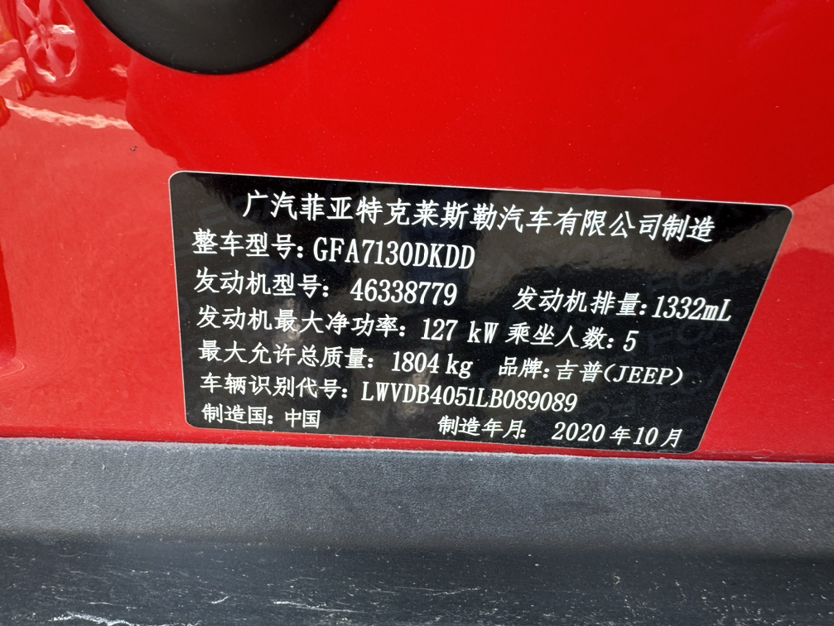 广汽菲亚特克莱斯勒汽车有限公司制造
整车型号:GFA7130DKDD
发动机型号: 46338779 发动机排量:1332mL
发动机最大净功率: 127 kW 乘坐人数:5
最大允许总质量: 1804 kg 品牌:吉普(JEEP)
车辆识别代号: LWVDB4051LB089089
制造国:中国 制造年月: 2020年10月